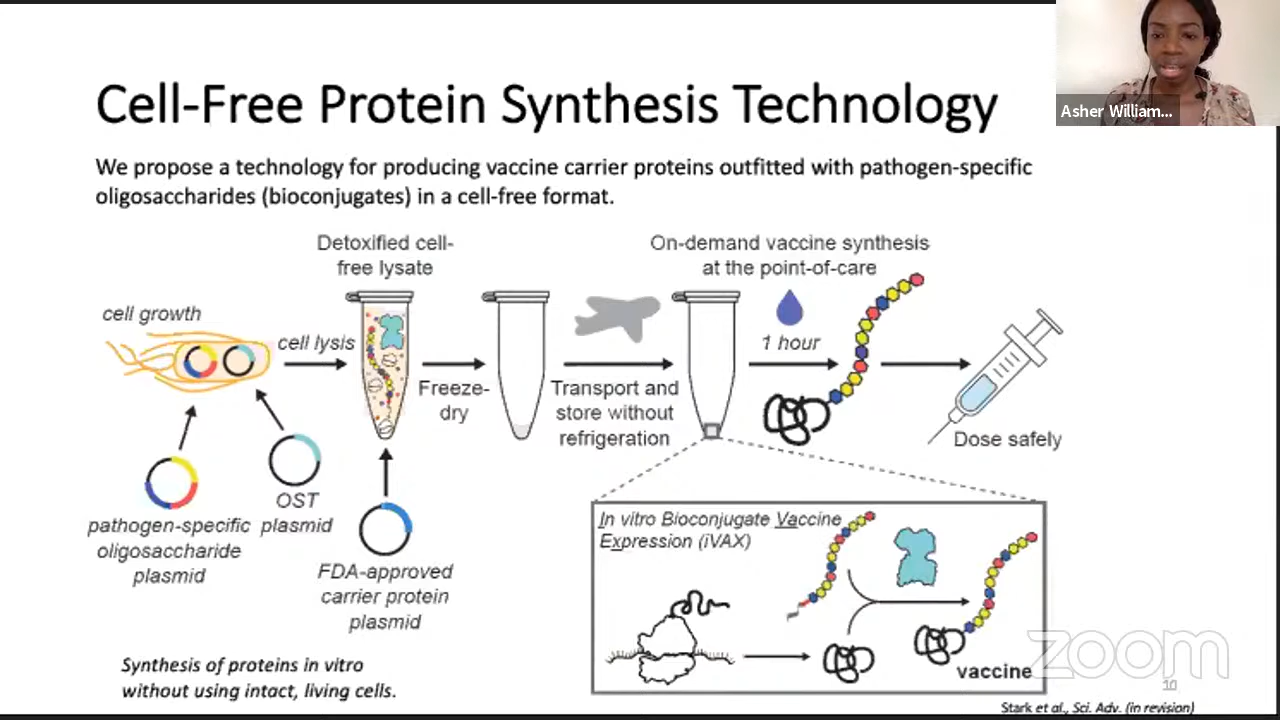 Asher William...
Cell-Free Protein Synthesis Technology
We propose a technology for producing vaccine carrier proteins outfitted with pathogen-specific
oligosaccharides (bioconjugates) in a cell-free format.
Detoxified cell-
free lysate
On-demand vaccine synthesis
at the point-of-care
cell growth
cell lysis
1 hour
Freeze-
dry
Transport and
store without
refrigeration
Dose safely
OST
plasmid
pathogen-specific
oligosaccharide
plasmid
FDA-approved
carrier protein
plasmid
In vitro Bioconjugate Vaccine
Expression (iVAX)
vaccine
Synthesis of proteins in vitro
without using intact, living cells.
zoom
10
Stark et al., Sci. Adv. (in revision)